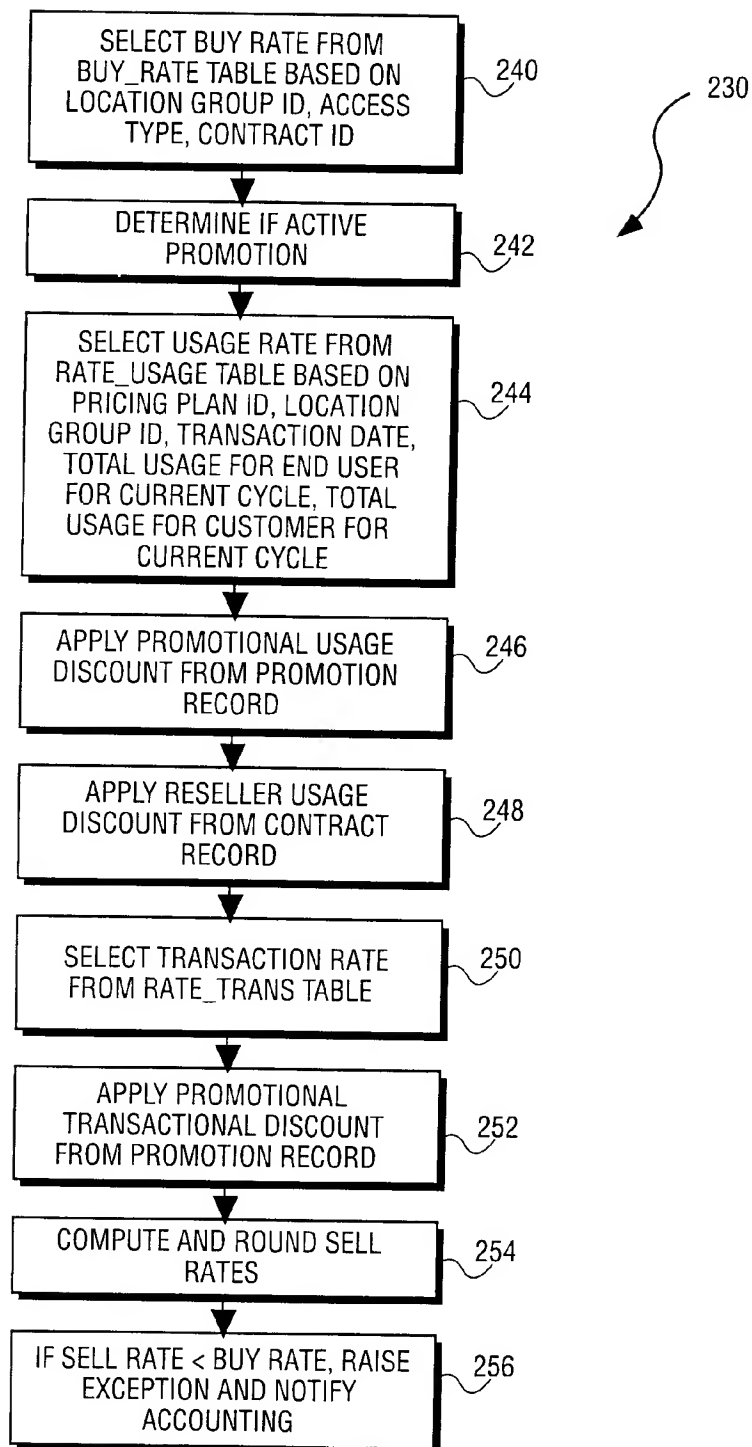 SELECT BUY RATE FROM
BUY_RATE TABLE BASED ON
LOCATION GROUP ID, ACCESS
TYPE, CONTRACT ID
240
230
DETERMINE IF ACTIVE
PROMOTION
242
SELECT USAGE RATE FROM
RATE_USAGE TABLE BASED ON
PRICING PLAN ID, LOCATION
GROUP ID, TRANSACTION DATE,
TOTAL USAGE FOR END USER
FOR CURRENT CYCLE, TOTAL
USAGE FOR CUSTOMER FOR
CURRENT CYCLE
244
APPLY PROMOTIONAL USAGE
DISCOUNT FROM PROMOTION
RECORD
246
APPLY RESELLER USAGE
DISCOUNT FROM CONTRACT
RECORD
248
SELECT TRANSACTION RATE
FROM RATE_TRANS TABLE
250
APPLY PROMOTIONAL
TRANSACTIONAL DISCOUNT
FROM PROMOTION RECORD
252
COMPUTE AND ROUND SELL
RATES
254
IF SELL RATE < BUY RATE, RAISE
EXCEPTION AND NOTIFY
ACCOUNTING
256